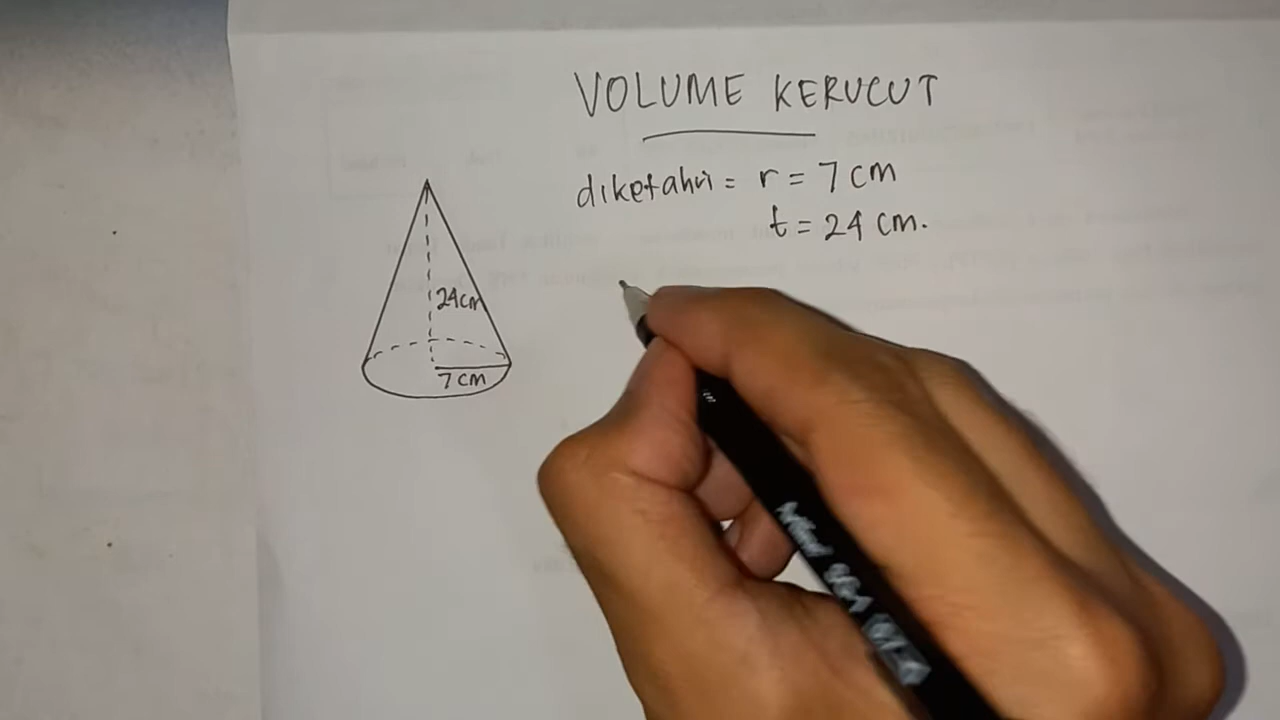 VOLUME KERUCUT
diketahui = r = 7 cm
t = 24 cm.
24cm
7 cm